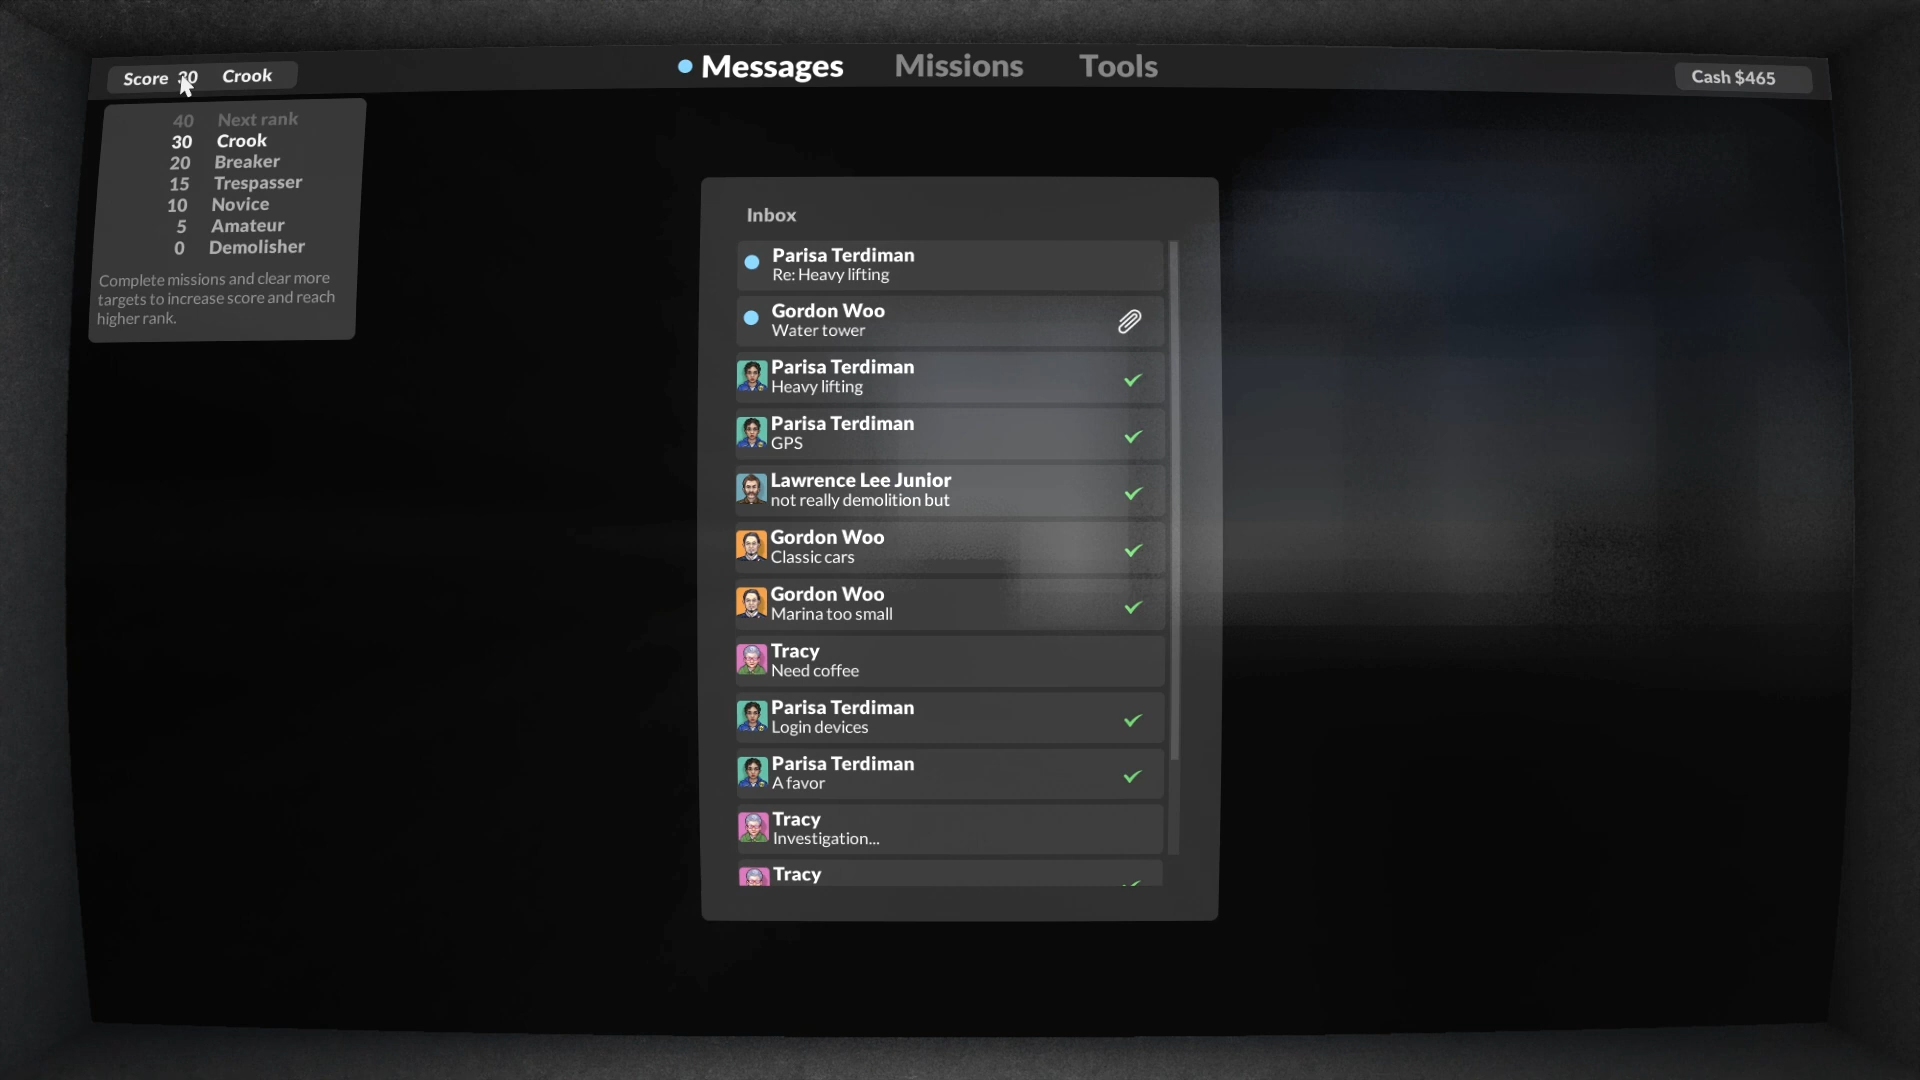 Score 30 Crook
Messages Missions Tools
Cash $465
40 Next rank
30 Crook
20 Breaker
15 Trespasser
10 Novice
5 Amateur
0 Demolisher
Complete missions and clear more
targets to increase score and reach
higher rank.
Inbox
Parisa Terdiman
Re: Heavy lifting
Gordon Woo
Water tower
Parisa Terdiman
Heavy lifting
Parisa Terdiman
GPS
Lawrence Lee Junior
not really demolition but
Gordon Woo
Classic cars
Gordon Woo
Marina too small
Tracy
Need coffee
Parisa Terdiman
Login devices
Parisa Terdiman
A favor
Tracy
Investigation...
Tracy